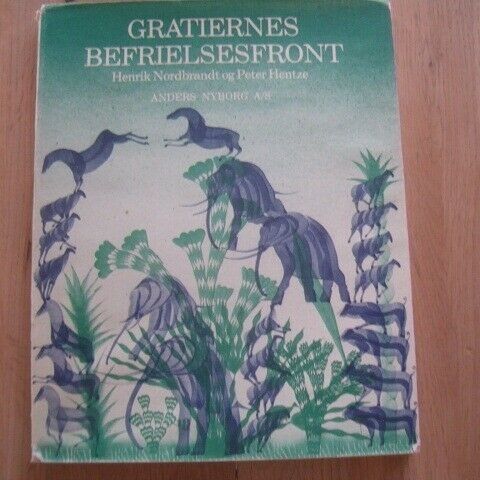 GRATIERNES
BEFRIELSESFRONT
Henrik Nordbrandt og Peter Hentze
ANDERS NYBORG A/S